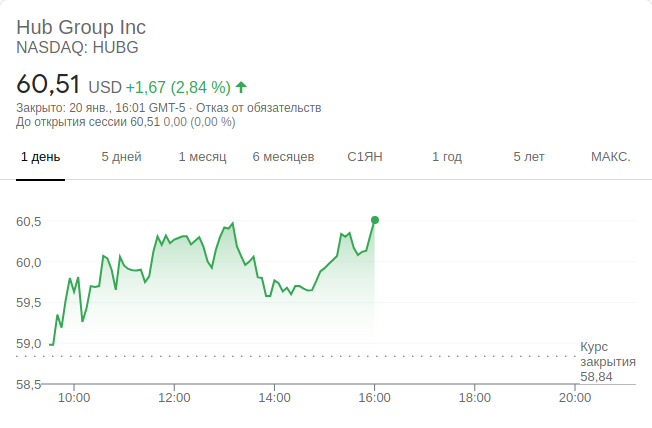 Hub Group Inc
NASDAQ: HUBG
60,51 USD +1,67 (2,84 %)
Закрыто: 20 янв., 16:01 GMT-5 · Отказ от обязательств
До открытия сессии 60,51 0,00 (0,00 %)
1 день 5 дней 1 месяц 6 месяцев С1ЯН 1 год 5 лет МАКС.
60,5
60,0
59,5
59,0
58,5
Курс
закрытия
58,84
10:00 12:00 14:00 16:00 18:00 20:00